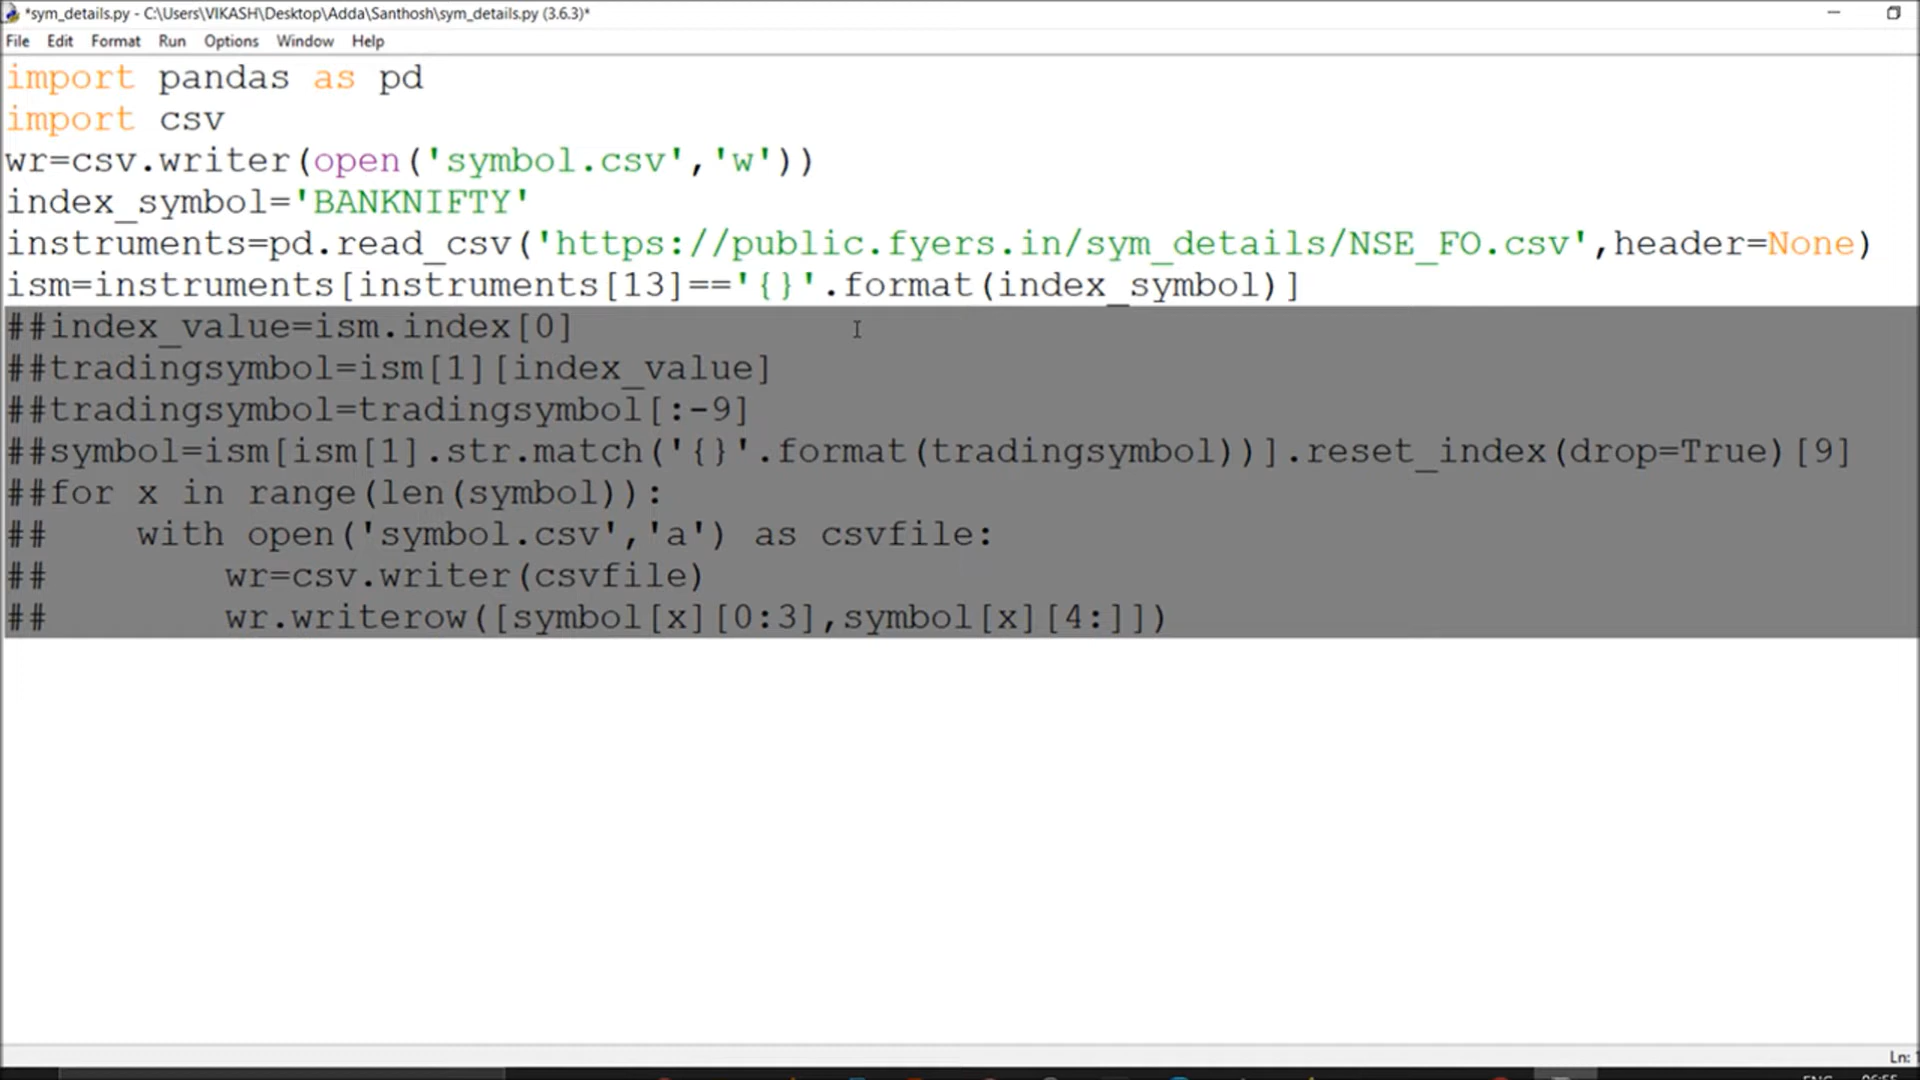 *sym_details.py - C:\Users\VIKASH\Desktop\Adda\Santhosh\sym_details.py (3.6.3)*
File Edit Format Run Options Window Help
import pandas as pd
import csv
wr=csv.writer(open('symbol.csv','w'))
index_symbol='BANKNIFTY'
instruments=pd.read_csv('https://public.fyers.in/sym_details/NSE_FO.csv',header=None)
ism=instruments[instruments[13]=='{}'.format(index_symbol)]
##index_value=ism.index[0]
##tradingsymbol=ism[1][index_value]
##tradingsymbol=tradingsymbol[:-9]
##symbol=ism[ism[1].str.match('{}'.format(tradingsymbol))].reset_index(drop=True)[9]
##for x in range(len(symbol)):
##    with open('symbol.csv','a') as csvfile:
##        wr=csv.writer(csvfile)
##        wr.writerow([symbol[x][0:3],symbol[x][4:]])
Ln: